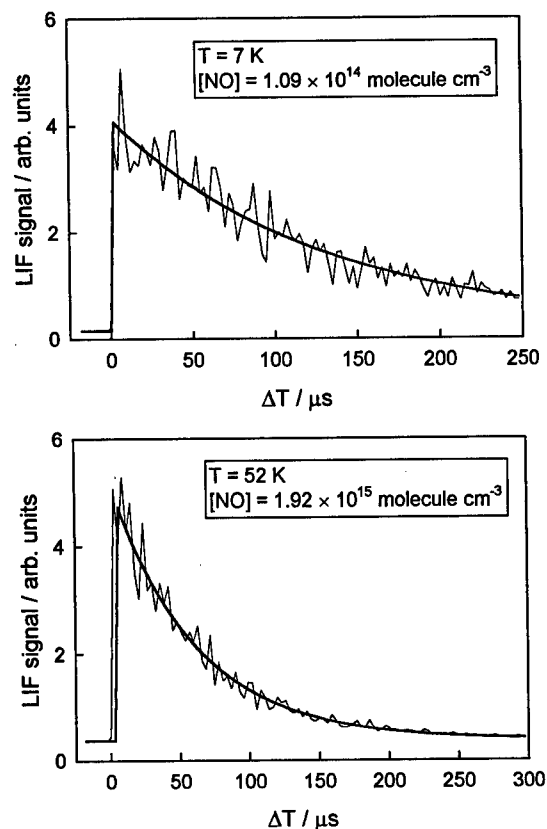 6
T = 7 K
[NO] = 1.09 × 10¹⁴ molecule cm⁻³
4
LIF signal / arb. units
2
0
0 50 100 150 200 250
ΔT / μs
6
T = 52 K
[NO] = 1.92 × 10¹⁵ molecule cm⁻³
4
LIF signal / arb. units
2
0
0 50 100 150 200 250 300
ΔT / μs